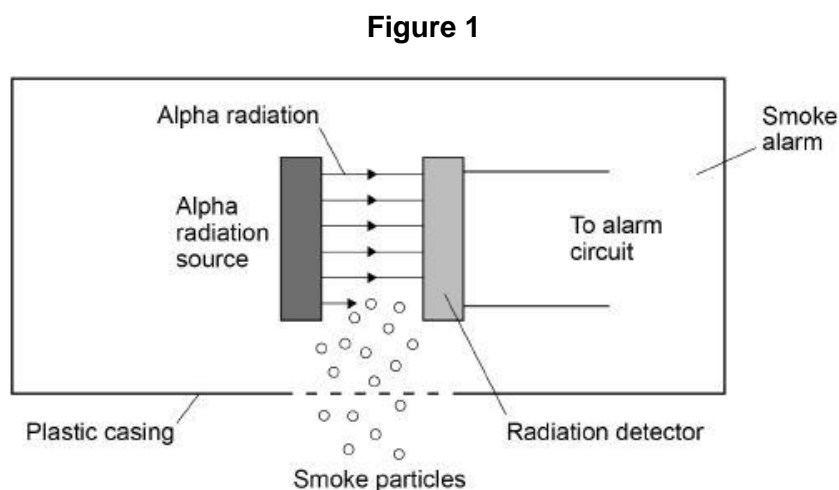 Figure 1
Alpha radiation
Smoke
alarm
Alpha
radiation
source
To alarm
circuit
Plastic casing
Radiation detector
Smoke particles